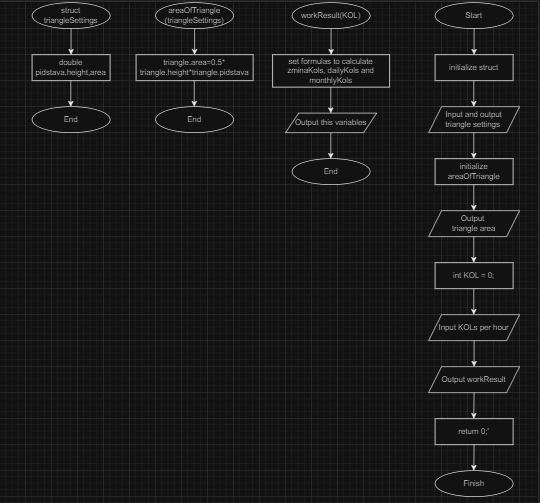 struct
triangleSettings
double
pidstava,height,area
End
areaOfTriangle
(triangleSettings)
triangle.area=0.5*
triangle.height*triangle.pidstava
End
workResult(KOL)
set formulas to calculate
zminaKols, dailyKols and
monthlyKols
Output this variables
End
Start
initialize struct
Input and output
triangle settings
initialize
areaOfTriangle
Output
triangle area
int KOL = 0;
Input KOLs per hour
Output workResult
return 0;'
Finish